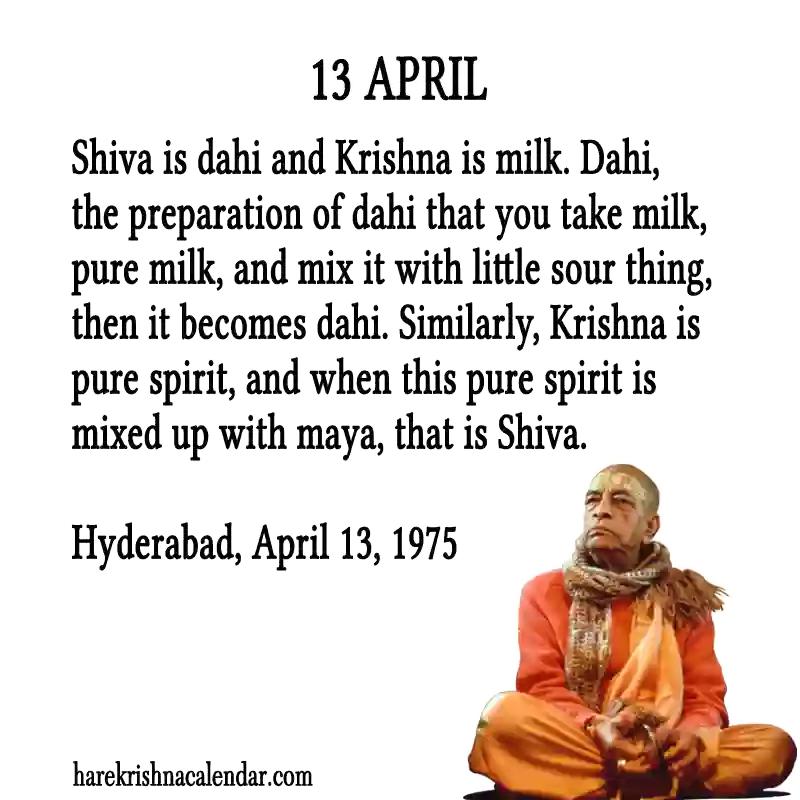 13 APRIL
Shiva is dahi and Krishna is milk. Dahi,
the preparation of dahi that you take milk,
pure milk, and mix it with little sour thing,
then it becomes dahi. Similarly, Krishna is
pure spirit, and when this pure spirit is
mixed up with maya, that is Shiva.
Hyderabad, April 13, 1975
harekrishnacalendar.com